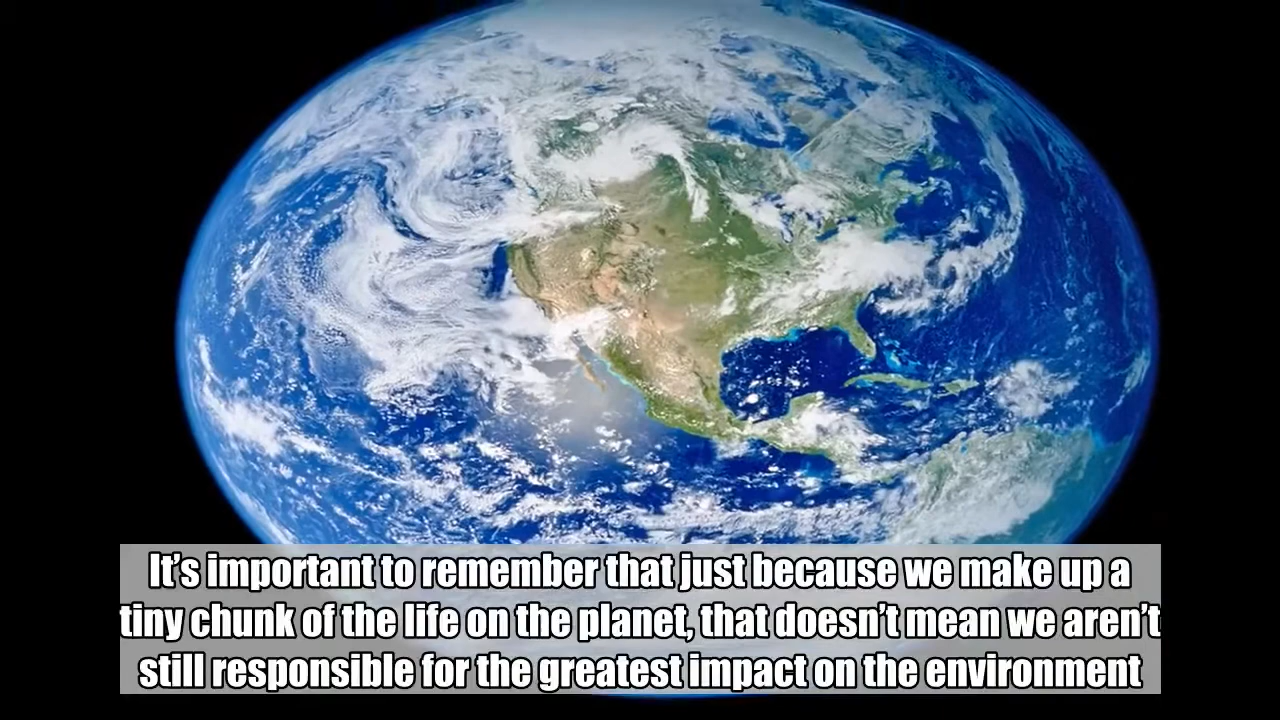 It’s important to remember that just because we make up a
tiny chunk of the life on the planet, that doesn’t mean we aren’t
still responsible for the greatest impact on the environment